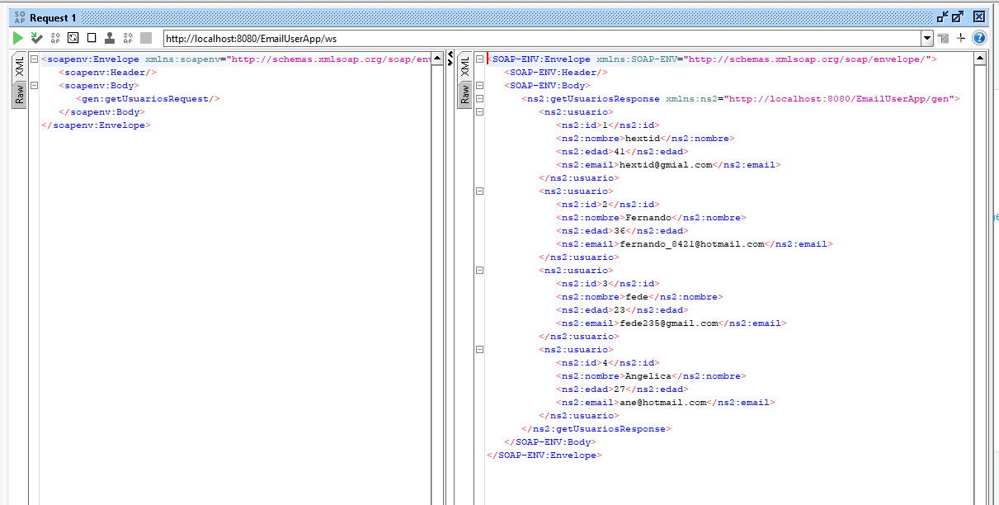 SO
AP
Request 1
SO
AP
SO
AP
http://localhost:8080/EmailUserApp/ws
XML
Raw
<soapenv:Envelope xmlns:soapenv="http://schemas.xmlsoap.org/soap/env
<soapenv:Header/>
<soapenv:Body>
<gen:getUsuariosRequest/>
</soapenv:Body>
</soapenv:Envelope>
XML
Raw
<SOAP-ENV:Envelope xmlns:SOAP-ENV="http://schemas.xmlsoap.org/soap/envelope/">
<SOAP-ENV:Header/>
<SOAP-ENV:Body>
<ns2:getUsuariosResponse xmlns:ns2="http://localhost:8080/EmailUserApp/gen">
<ns2:usuario>
<ns2:id>1</ns2:id>
<ns2:nombre>hextid</ns2:nombre>
<ns2:edad>41</ns2:edad>
<ns2:email>hextid@gmial.com</ns2:email>
</ns2:usuario>
<ns2:usuario>
<ns2:id>2</ns2:id>
<ns2:nombre>Fernando</ns2:nombre>
<ns2:edad>36</ns2:edad>
<ns2:email>fernando_8421@hotmail.com</ns2:email>
</ns2:usuario>
<ns2:usuario>
<ns2:id>3</ns2:id>
<ns2:nombre>fede</ns2:nombre>
<ns2:edad>23</ns2:edad>
<ns2:email>fede235@gmail.com</ns2:email>
</ns2:usuario>
<ns2:usuario>
<ns2:id>4</ns2:id>
<ns2:nombre>Angelica</ns2:nombre>
<ns2:edad>27</ns2:edad>
<ns2:email>ane@hotmail.com</ns2:email>
</ns2:usuario>
</ns2:getUsuariosResponse>
</SOAP-ENV:Body>
</SOAP-ENV:Envelope>